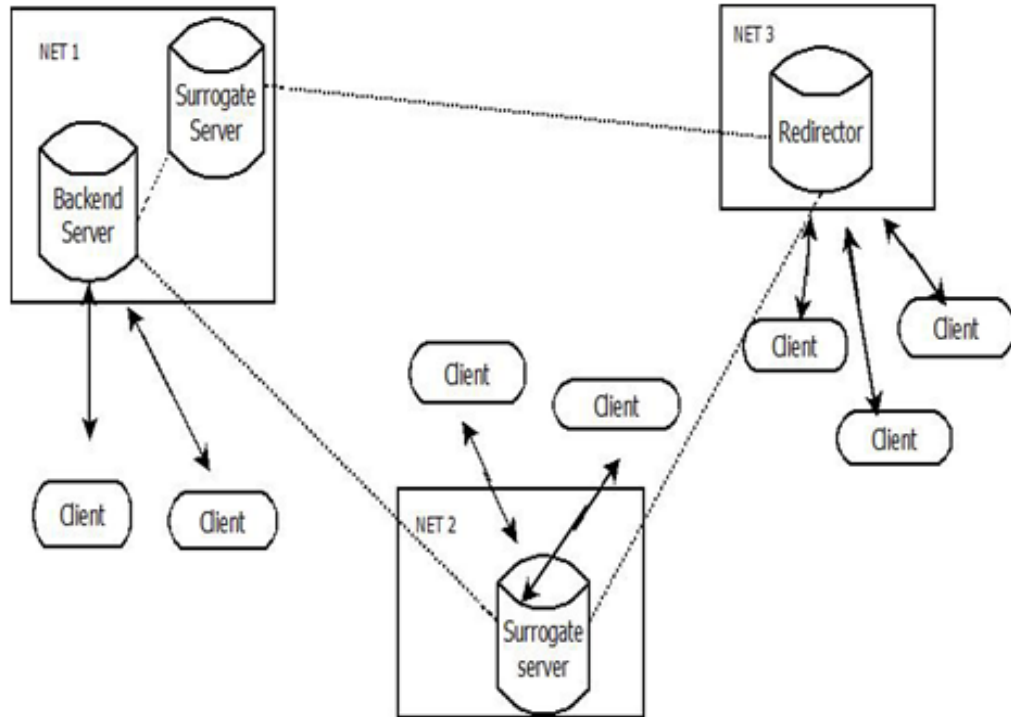 NET 1
Surrogate
Server
Backend
Server
NET 3
Redirector
Client
Client
Client
Client
Client
Client
Client
NET 2
Surrogate
server